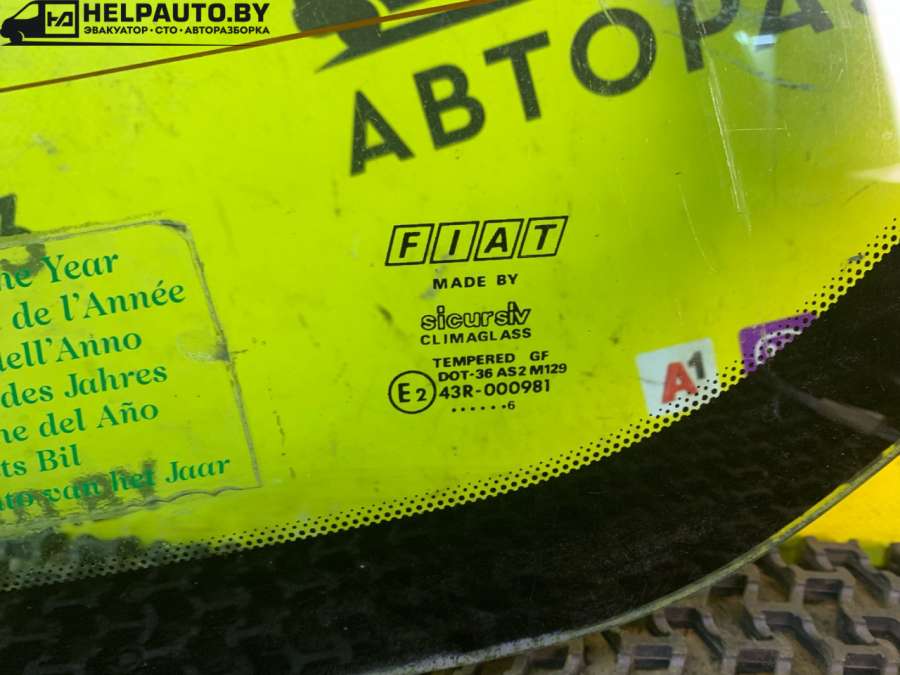 HELPAUTO.BY
ЭВАКУАТОР • СТО • АВТОРАЗБОРКА
АВТОРА
FIAT
MADE BY
sicursiv
CLIMAGLASS
TEMPERED GF
DOT-36 AS2 M129
E2 43R-000981
......6
Year
de l'Année
dell'Anno
des Jahres
del Año
Bil
van het Jaar
A1